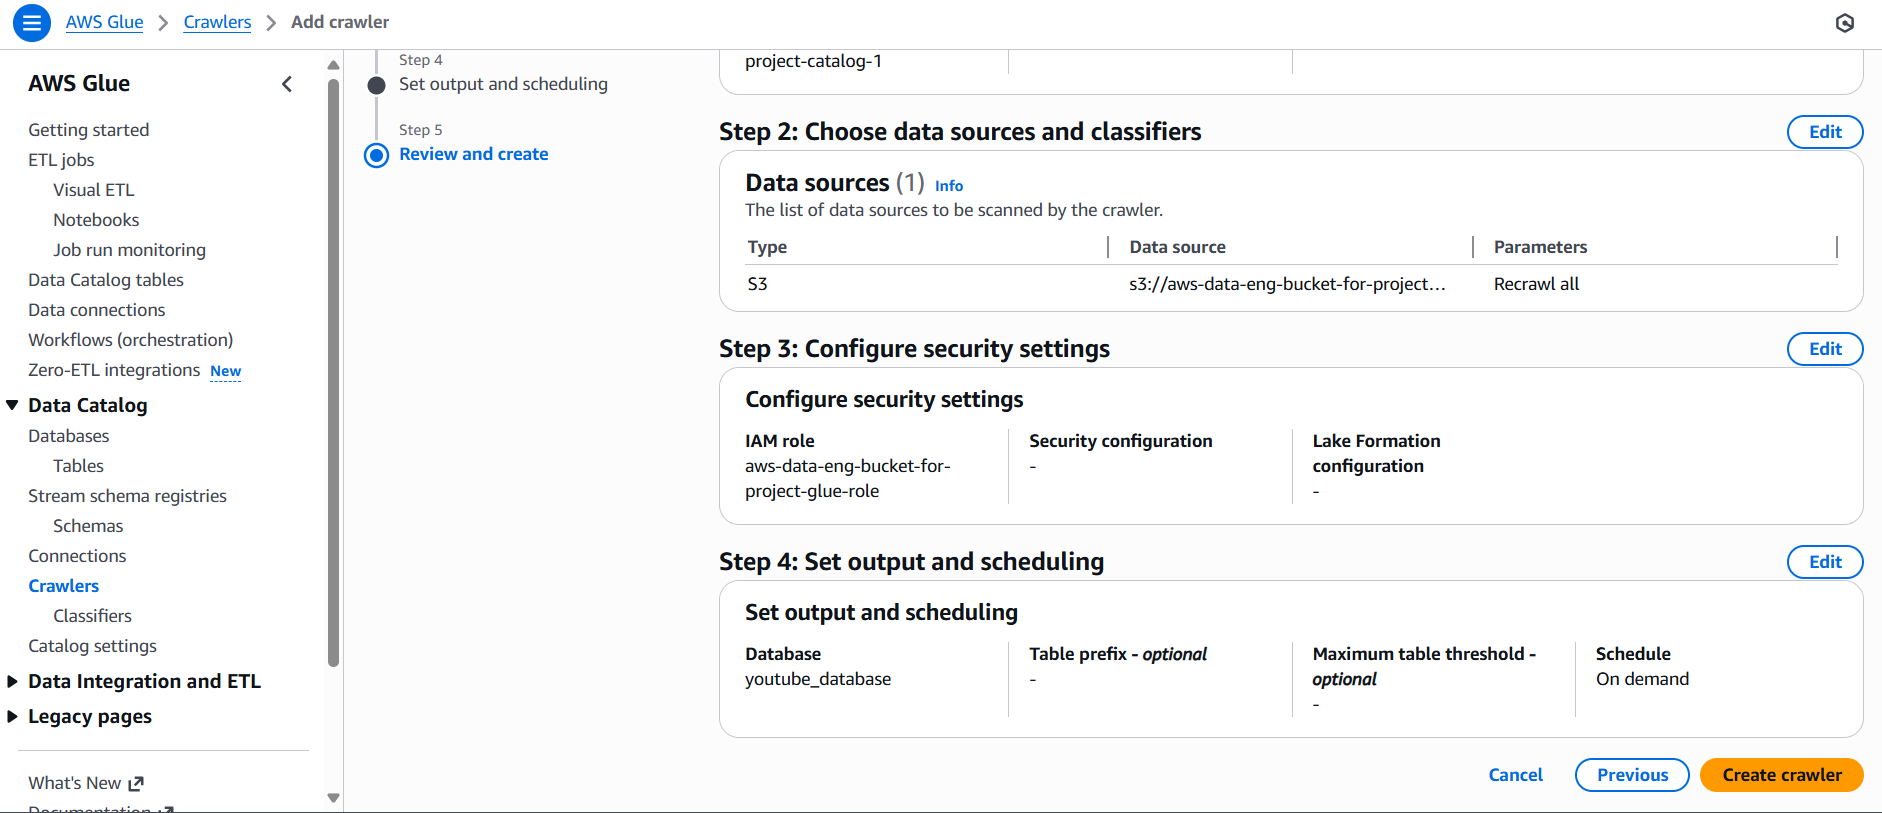 AWS Glue > Crawlers > Add crawler
AWS Glue
Getting started
ETL jobs
Visual ETL
Notebooks
Job run monitoring
Data Catalog tables
Data connections
Workflows (orchestration)
Zero-ETL integrations New
Data Catalog
Databases
Tables
Stream schema registries
Schemas
Connections
Crawlers
Classifiers
Catalog settings
Data Integration and ETL
Legacy pages
What's New
Documentation
Step 4
Set output and scheduling
Step 5
Review and create
project-catalog-1
Step 2: Choose data sources and classifiers
Edit
Data sources (1) Info
The list of data sources to be scanned by the crawler.
Type Data source Parameters
S3 s3://aws-data-eng-bucket-for-project... Recrawl all
Step 3: Configure security settings
Edit
Configure security settings
IAM role
aws-data-eng-bucket-for-
project-glue-role
Security configuration
-
Lake Formation
configuration
-
Step 4: Set output and scheduling
Edit
Set output and scheduling
Database
youtube_database
Table prefix - optional
-
Maximum table threshold -
optional
-
Schedule
On demand
Cancel Previous Create crawler